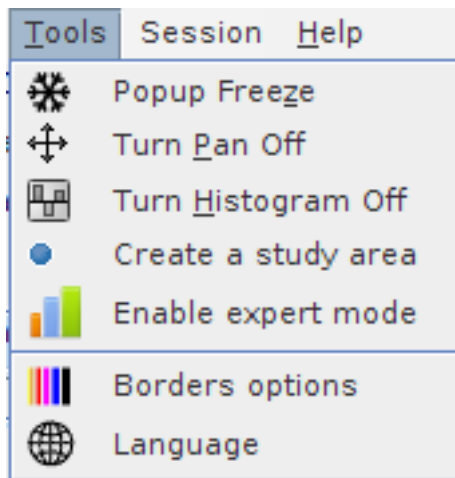 Tools Session Help
Popup Freeze
Turn Pan Off
Turn Histogram Off
Create a study area
Enable expert mode
Borders options
Language